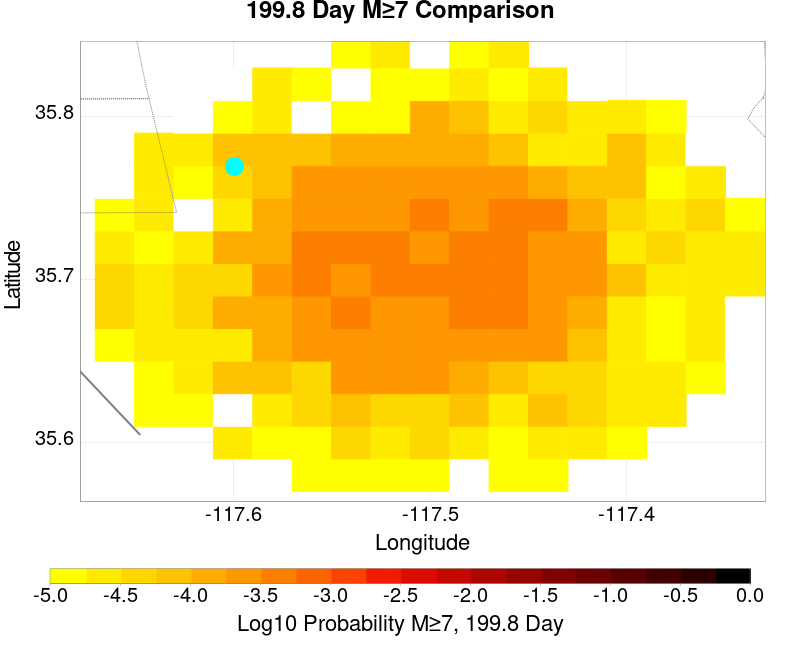 199.8 Day M≥7 Comparison
35.8
35.7
35.6
Latitude
-117.6 -117.5 -117.4
Longitude
-5.0 -4.5 -4.0 -3.5 -3.0 -2.5 -2.0 -1.5 -1.0 -0.5 0.0
Log10 Probability M≥7, 199.8 Day